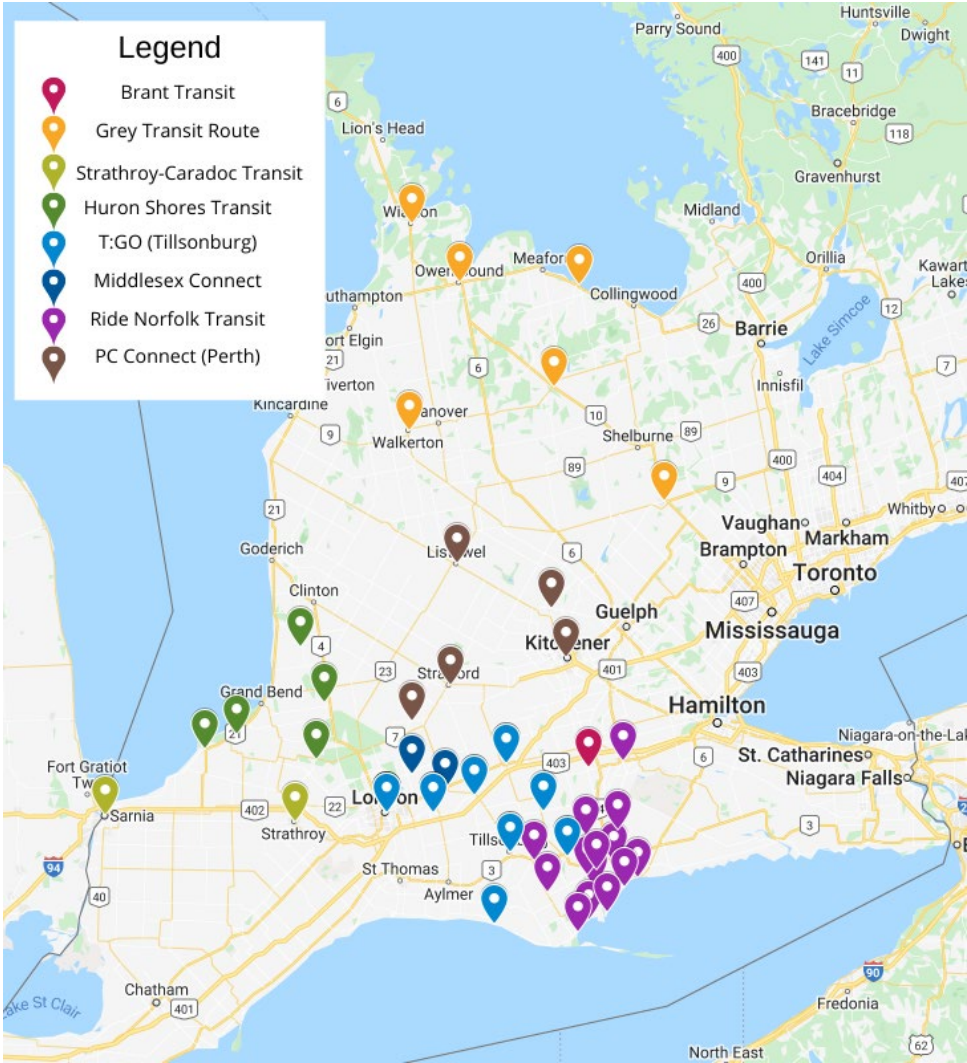 Legend
Brant Transit
Grey Transit Route
Strathroy-Caradoc Transit
Huron Shores Transit
T:GO (Tillsonburg)
Middlesex Connect
Ride Norfolk Transit
PC Connect (Perth)
Parry Sound
Huntsville
Dwight
400
141
11
6
Lion's Head
Bracebridge
118
Gravenhurst
Midland
Orillia
Meafor
Collingwood
400
Kawart
Lakes
12
26
Barrie
Lake Simcoe
uthampton
ort Elgin
21
6
7
Innisfil
iverton
Kincardine
anover
10
9
Walkerton
Shelburne
89
89
400
404
407
9
21
Whitby
Vaughan
Markham
Goderich
6
Brampton
Toronto
Clinton
407
Guelph
Mississauga
4
401
403
23
Grand Bend
Hamilton
21
7
Niagara-on-the-Lak
403
6
St. Catharines
Fort Gratiot
Niagara Falls
Sarnia
402
22
Strathroy
3
94
St Thomas
3
40
Aylmer
90
Lake St Clair
Chatham
401
Fredonia
North East
62